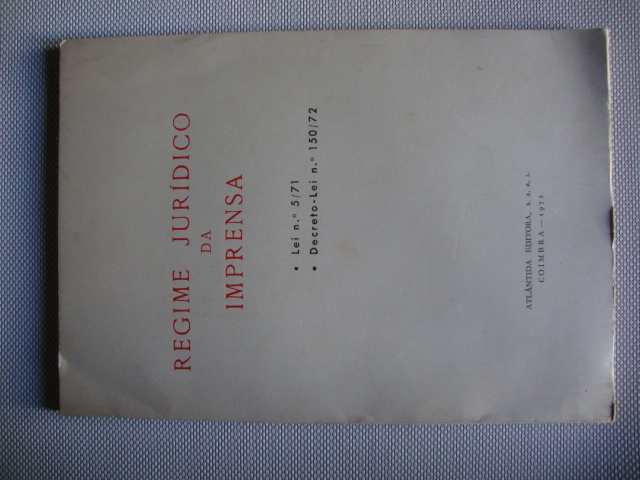 REGIME JURÍDICO
DA
IMPRENSA
• Lei n.º 5/71
• Decreto-Lei n.º 150/72
ATLÂNTIDA EDITORA, S. A. R. L.
COIMBRA — 1972